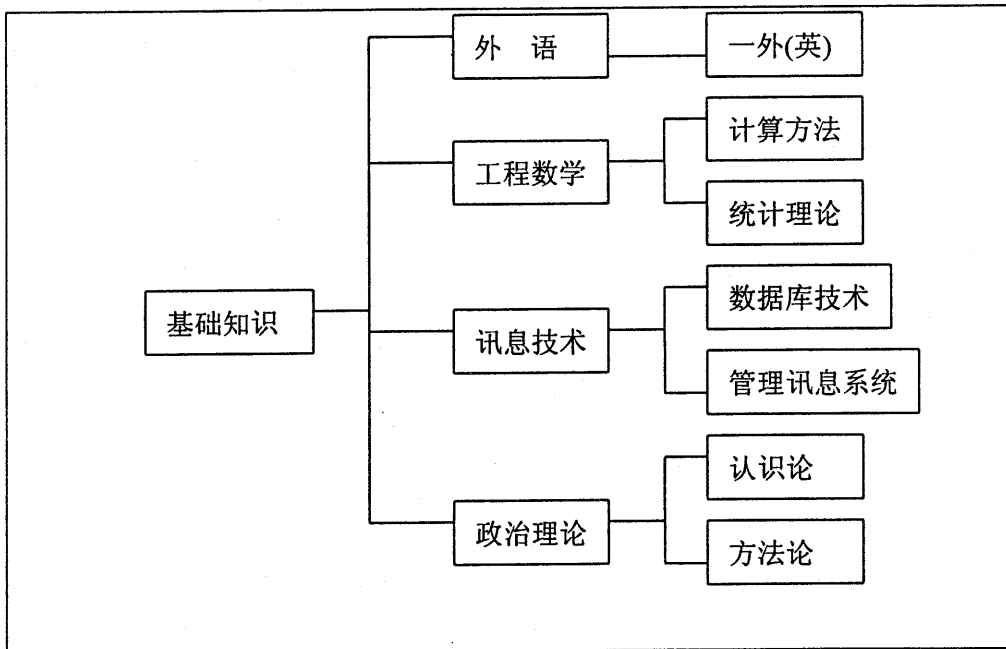 外 语
一外(英)
工程数学
计算方法
统计理论
基础知识
讯息技术
数据库技术
管理讯息系统
政治理论
认识论
方法论